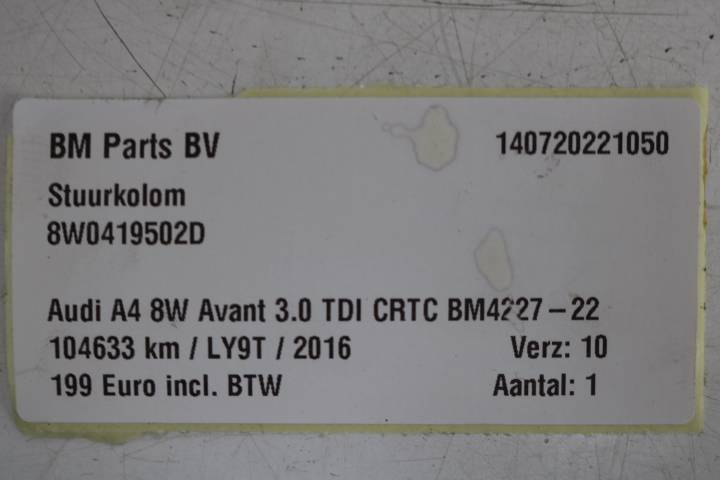 BM Parts BV 140720221050
Stuurkolom
8W0419502D
Audi A4 8W Avant 3.0 TDI CRTC BM4227-22
104633 km / LY9T / 2016 Verz: 10
199 Euro incl. BTW Aantal: 1